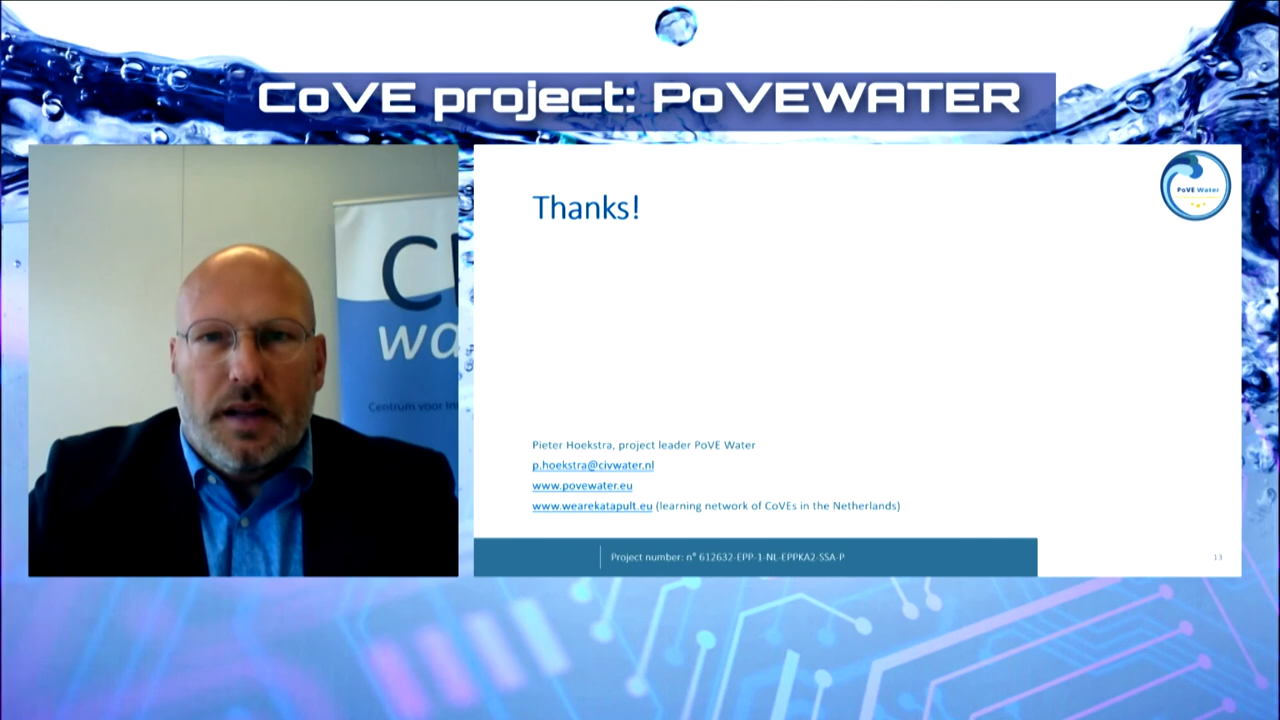 CoVE project: PoVEWATER
PoVE Water
Thanks!
wa
Centrum voor
Pieter Hoekstra, project leader PoVE Water
p.hoekstra@civwater.nl
www.povewater.eu
www.wearekatapult.eu (learning network of CoVEs in the Netherlands)
Project number: n° 612632-EPP-1-NL-EPPKA2-SSA-P
13